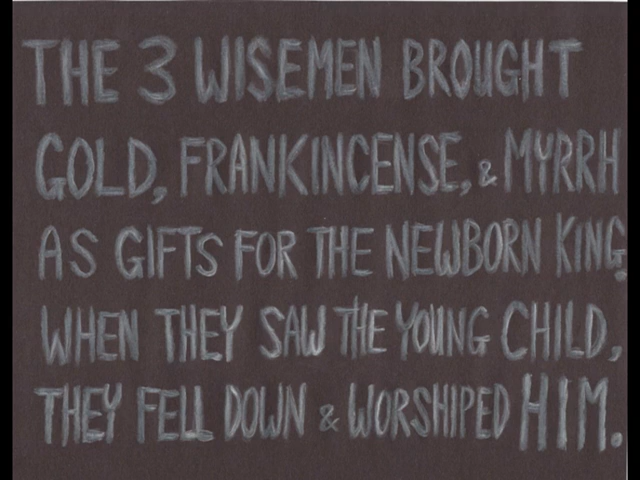 THE 3 WISEMEN BROUGHT
GOLD, FRANKINCENSE, & MYRRH
AS GIFTS FOR THE NEWBORN KING.
WHEN THEY SAW THE YOUNG CHILD,
THEY FELL DOWN & WORSHIPED HIM.